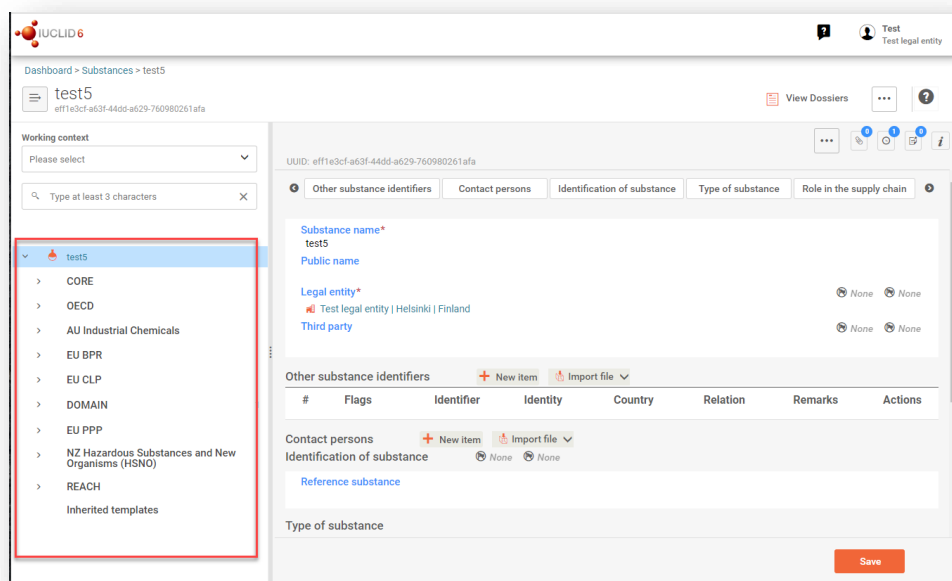 IUCLID 6
?
Test
Test legal entity
Dashboard > Substances > test5
test5
eff1e3cf-a63f-44dd-a629-760980261afa
View Dossiers
...
?
Working context
Please select
Type at least 3 characters
test5
CORE
OECD
AU Industrial Chemicals
EU BPR
EU CLP
DOMAIN
EU PPP
NZ Hazardous Substances and New
Organisms (HSNO)
REACH
Inherited templates
...
0
1
0
i
UUID: eff1e3cf-a63f-44dd-a629-760980261afa
Other substance identifiers Contact persons Identification of substance Type of substance Role in the supply chain
Substance name*
test5
Public name
Legal entity* None None
Test legal entity | Helsinki | Finland
Third party None None
Other substance identifiers New item Import file
# Flags Identifier Identity Country Relation Remarks Actions
Contact persons New item Import file
Identification of substance None None
Reference substance
Type of substance
Save